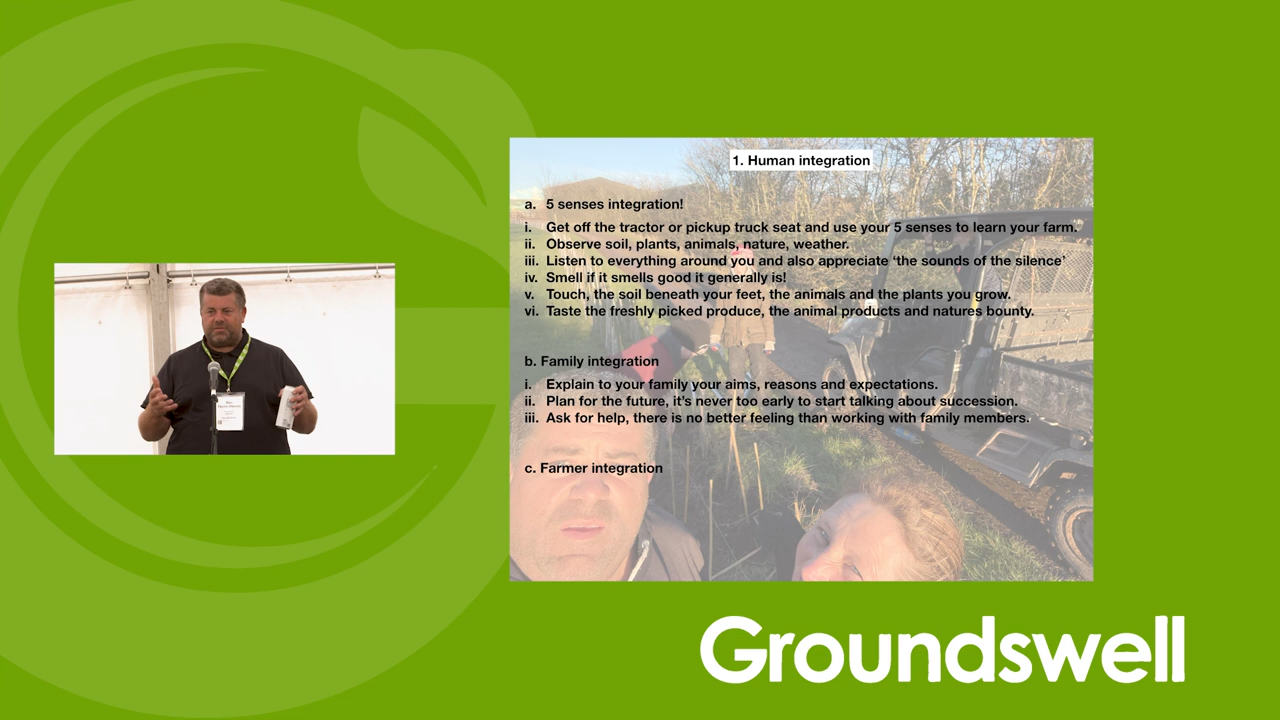 1. Human integration
a. 5 senses integration!
i. Get off the tractor or pickup truck seat and use your 5 senses to learn your farm.
ii. Observe soil, plants, animals, nature, weather.
iii. Listen to everything around you and also appreciate ‘the sounds of the silence’
iv. Smell if it smells good it generally is!
v. Touch, the soil beneath your feet, the animals and the plants you grow.
vi. Taste the freshly picked produce, the animal products and natures bounty.
b. Family integration
i. Explain to your family your aims, reasons and expectations.
ii. Plan for the future, it’s never too early to start talking about succession.
iii. Ask for help, there is no better feeling than working with family members.
c. Farmer integration
Groundswell